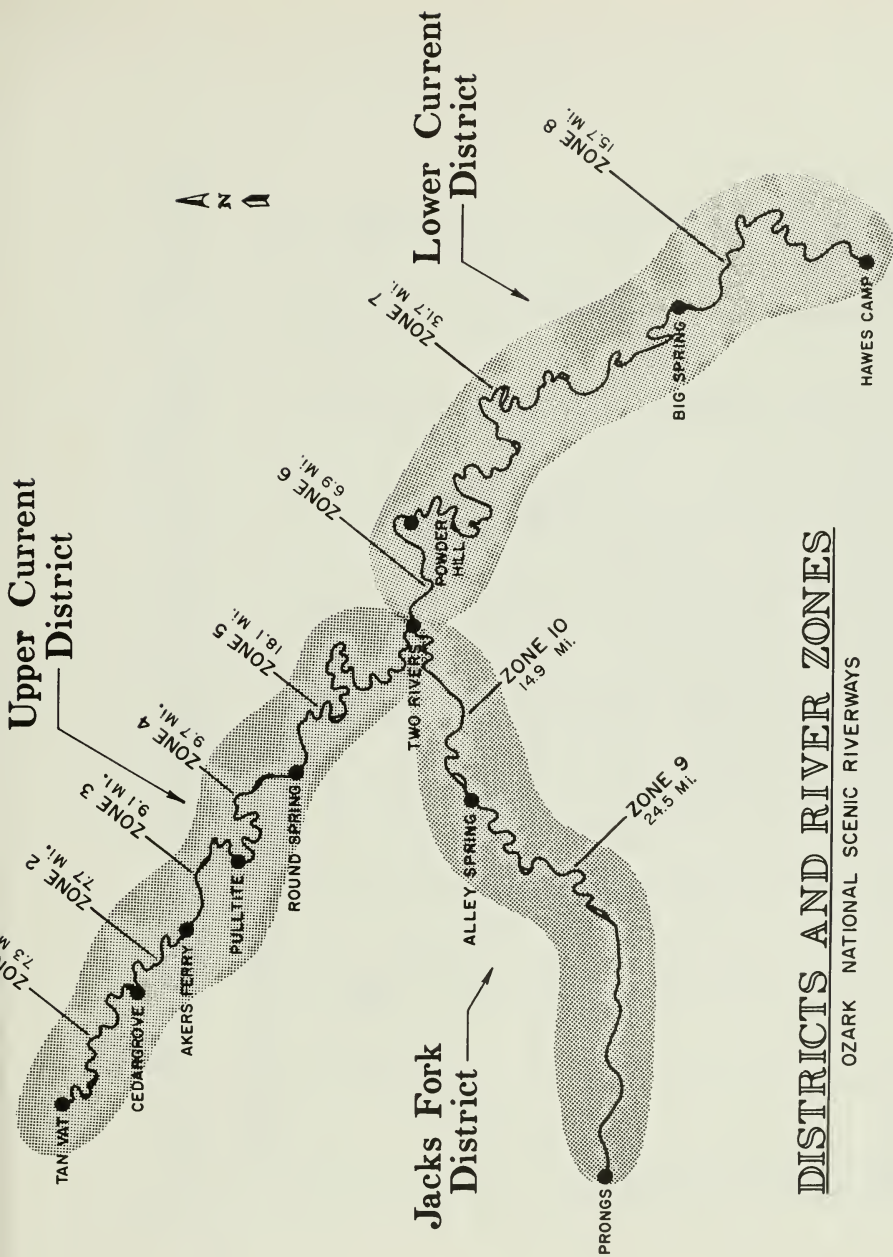 Upper Current
District
Lower Current
District
Jacks Fork
District
N
7.3
ZONE 2
7.7 Mi.
ZONE 3
9.1 Mi.
ZONE 4
9.7 Mi.
ZONE 5
18.1 Mi.
ZONE 6
6.9 Mi.
ZONE 7
31.7 Mi.
ZONE 8
15.7 Mi.
ZONE 10
14.9 Mi.
ZONE 9
24.5 Mi.
TAN VAT
CEDARGROVE
AKERS FERRY
PULLTITE
ROUND SPRING
TWO RIVERS
POWDER
HILL
BIG SPRING
HAWES CAMP
ALLEY SPRING
PRONGS
DISTRICTS AND RIVER ZONES
OZARK NATIONAL SCENIC RIVERWAYS